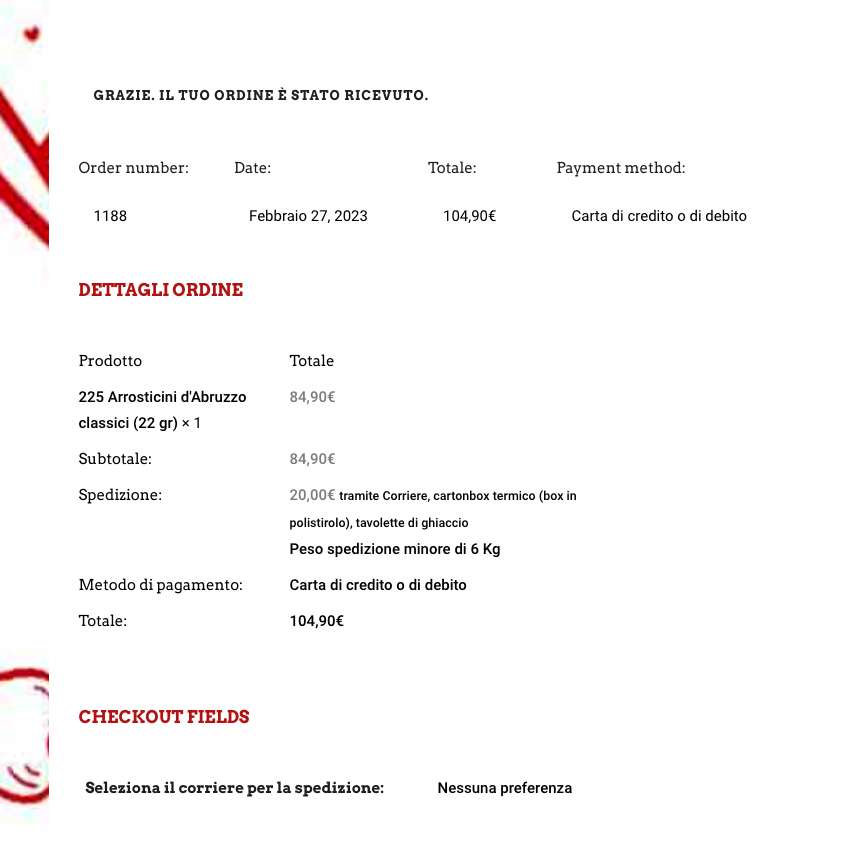 GRAZIE. IL TUO ORDINE È STATO RICEVUTO.
Order number: Date: Totale: Payment method:
1188 Febbraio 27, 2023 104,90€ Carta di credito o di debito
DETTAGLI ORDINE
Prodotto Totale
225 Arrosticini d'Abruzzo 84,90€
classici (22 gr) × 1
Subtotale: 84,90€
Spedizione: 20,00€ tramite Corriere, cartonbox termico (box in
polistirolo), tavolette di ghiaccio
Peso spedizione minore di 6 Kg
Metodo di pagamento: Carta di credito o di debito
Totale: 104,90€
CHECKOUT FIELDS
Seleziona il corriere per la spedizione: Nessuna preferenza